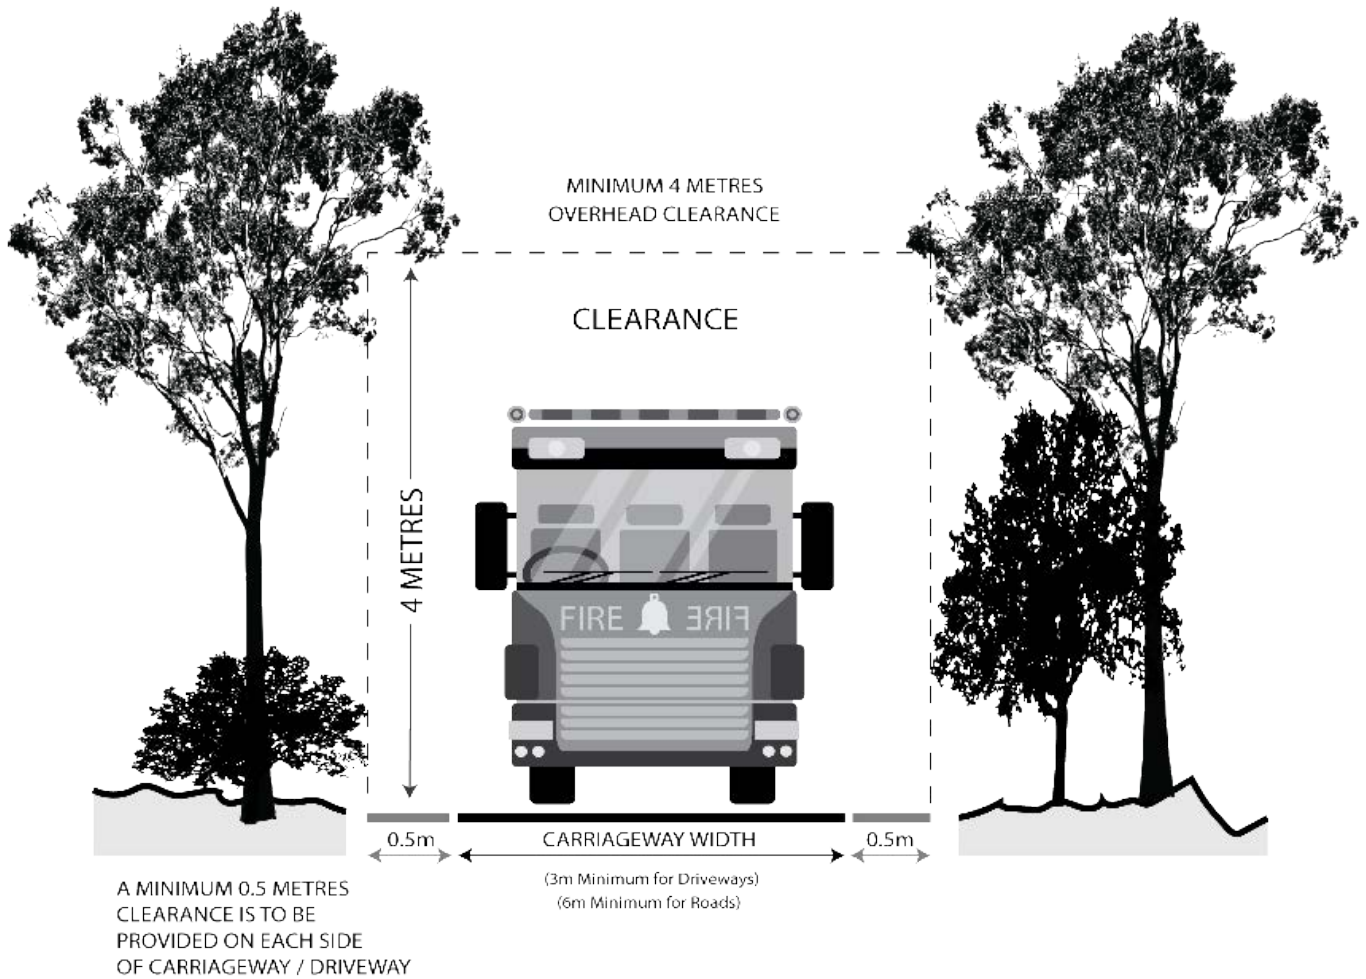 MINIMUM 4 METRES
OVERHEAD CLEARANCE
CLEARANCE
4 METRES
FIRE ƎЯIꟻ
0.5m
CARRIAGEWAY WIDTH
0.5m
(3m Minimum for Driveways)
(6m Minimum for Roads)
A MINIMUM 0.5 METRES
CLEARANCE IS TO BE
PROVIDED ON EACH SIDE
OF CARRIAGEWAY / DRIVEWAY